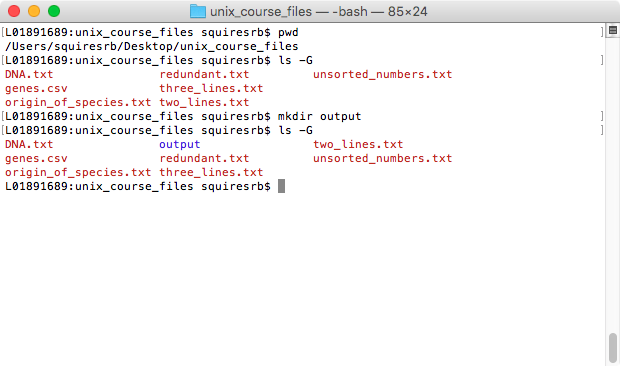 unix_course_files — -bash — 85×24
[L01891689:unix_course_files squiresrb$ pwd ]
/Users/squiresrb/Desktop/unix_course_files
[L01891689:unix_course_files squiresrb$ ls -G ]
DNA.txt redundant.txt unsorted_numbers.txt
genes.csv three_lines.txt
origin_of_species.txt two_lines.txt
[L01891689:unix_course_files squiresrb$ mkdir output ]
[L01891689:unix_course_files squiresrb$ ls -G ]
DNA.txt output two_lines.txt
genes.csv redundant.txt unsorted_numbers.txt
origin_of_species.txt three_lines.txt
L01891689:unix_course_files squiresrb$